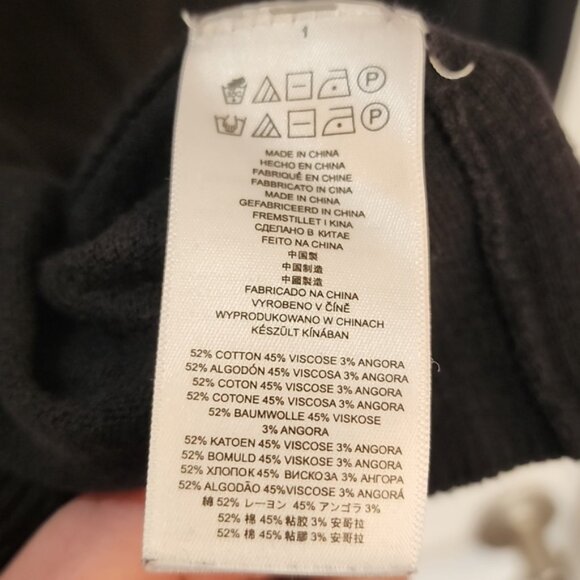 1
P
P
MADE IN CHINA
HECHO EN CHINA
FABRIQUÉ EN CHINE
FABBRICATO IN CINA
MADE IN CHINA
GEFABRICEERD IN CHINA
FREMSTILLET I KINA
СДЕЛАНО В КИТАЕ
FEITO NA CHINA
中国製
中国制造
中國製造
FABRICADO NA CHINA
VYROBENO V ČÍNĚ
WYPRODUKOWANO W CHINACH
KÉSZÜLT KÍNÁBAN
52% COTTON 45% VISCOSE 3% ANGORA
52% ALGODÓN 45% VISCOSA 3% ANGORA
52% COTON 45% VISCOSE 3% ANGORA
52% COTONE 45% VISCOSA 3% ANGORA
52% BAUMWOLLE 45% VISKOSE
3% ANGORA
52% KATOEN 45% VISCOSE 3% ANGORA
52% BOMULD 45% VISKOSE 3% ANGORA
52% ХЛОПОК 45% ВИСКОЗА 3% АНГОРА
52% ALGODÃO 45%VISCOSE 3% ANGORA
綿 52% レーヨン 45% アンゴラ 3%
52% 棉 45% 粘胶 3% 安哥拉
52% 棉 45% 粘膠 3% 安哥拉